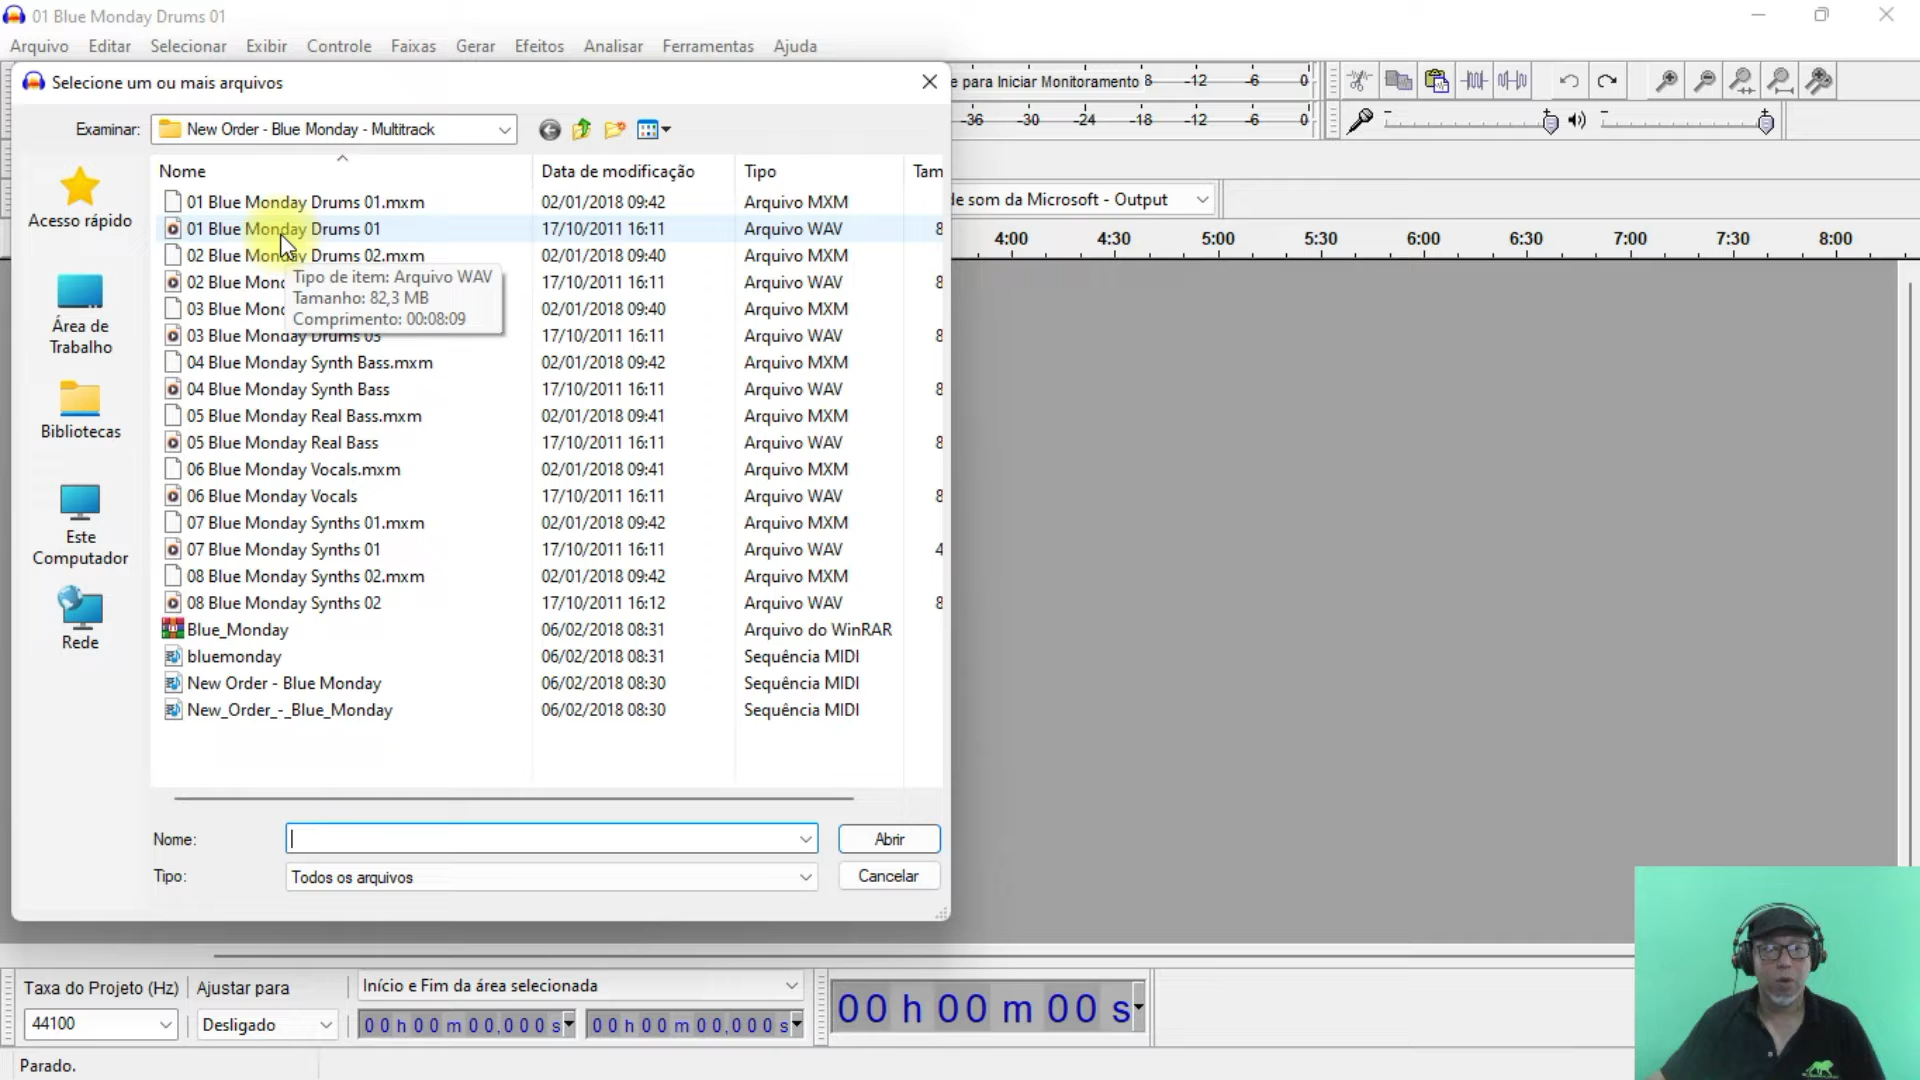 01 Blue Monday Drums 01
Arquivo Editar Selecionar Exibir Controle Faixas Gerar Efeitos Analisar Ferramentas Ajuda
Selecione um ou mais arquivos
e para Iniciar Monitoramento 8 -12 -6 0
-36 -30 -24 -18 -12 -6 0
Examinar: New Order - Blue Monday - Multitrack
de som da Microsoft - Output
4:00 4:30 5:00 5:30 6:00 6:30 7:00 7:30 8:00
Acesso rápido
Área de Trabalho
Bibliotecas
Este Computador
Rede
Nome Data de modificação Tipo Tam
01 Blue Monday Drums 01.mxm 02/01/2018 09:42 Arquivo MXM
01 Blue Monday Drums 01 17/10/2011 16:11 Arquivo WAV 8
02 Blue Monday Drums 02.mxm 02/01/2018 09:40 Arquivo MXM
02 Blue Mond 17/10/2011 16:11 Arquivo WAV 8
03 Blue Mond 02/01/2018 09:40 Arquivo MXM
03 Blue Monday Drums 03 17/10/2011 16:11 Arquivo WAV 8
04 Blue Monday Synth Bass.mxm 02/01/2018 09:42 Arquivo MXM
04 Blue Monday Synth Bass 17/10/2011 16:11 Arquivo WAV 8
05 Blue Monday Real Bass.mxm 02/01/2018 09:41 Arquivo MXM
05 Blue Monday Real Bass 17/10/2011 16:11 Arquivo WAV 8
06 Blue Monday Vocals.mxm 02/01/2018 09:41 Arquivo MXM
06 Blue Monday Vocals 17/10/2011 16:11 Arquivo WAV 8
07 Blue Monday Synths 01.mxm 02/01/2018 09:42 Arquivo MXM
07 Blue Monday Synths 01 17/10/2011 16:11 Arquivo WAV 4
08 Blue Monday Synths 02.mxm 02/01/2018 09:42 Arquivo MXM
08 Blue Monday Synths 02 17/10/2011 16:12 Arquivo WAV 8
Blue_Monday 06/02/2018 08:31 Arquivo do WinRAR
bluemonday 06/02/2018 08:31 Sequência MIDI
New Order - Blue Monday 06/02/2018 08:30 Sequência MIDI
New_Order_-_Blue_Monday 06/02/2018 08:30 Sequência MIDI
Tipo de item: Arquivo WAV
Tamanho: 82,3 MB
Comprimento: 00:08:09
Nome: Abrir
Tipo: Todos os arquivos Cancelar
Taxa do Projeto (Hz) Ajustar para Início e Fim da área selecionada
44100 Desligado 00 h 00 m 00,000 s 00 h 00 m 00,000 s 00 h 00 m 00 s
Parado.